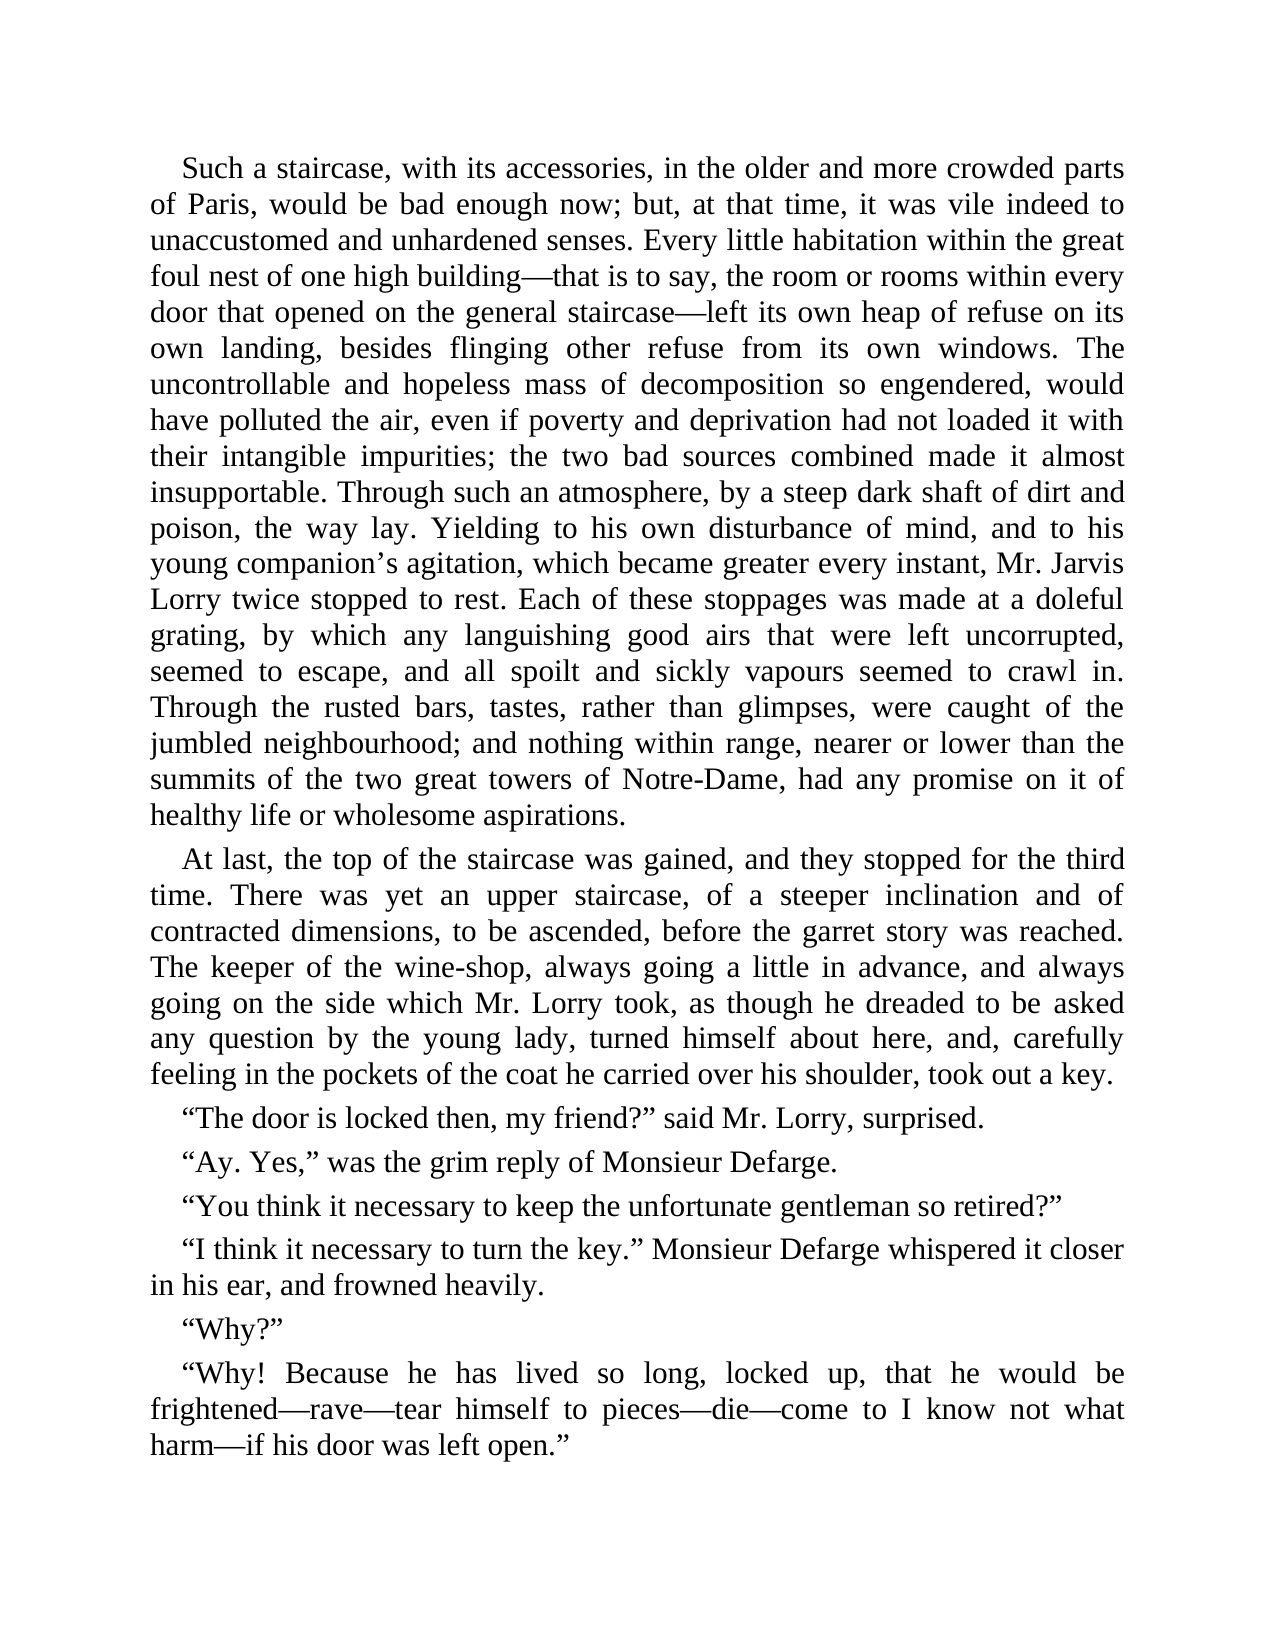 Such a staircase, with its accessories, in the older and more crowded parts
of Paris, would be bad enough now; but, at that time, it was vile indeed to
unaccustomed and unhardened senses. Every little habitation within the great
foul nest of one high building—that is to say, the room or rooms within every
door that opened on the general staircase—left its own heap of refuse on its
own landing, besides flinging other refuse from its own windows. The
uncontrollable and hopeless mass of decomposition so engendered, would
have polluted the air, even if poverty and deprivation had not loaded it with
their intangible impurities; the two bad sources combined made it almost
insupportable. Through such an atmosphere, by a steep dark shaft of dirt and
poison, the way lay. Yielding to his own disturbance of mind, and to his
young companion’s agitation, which became greater every instant, Mr. Jarvis
Lorry twice stopped to rest. Each of these stoppages was made at a doleful
grating, by which any languishing good airs that were left uncorrupted,
seemed to escape, and all spoilt and sickly vapours seemed to crawl in.
Through the rusted bars, tastes, rather than glimpses, were caught of the
jumbled neighbourhood; and nothing within range, nearer or lower than the
summits of the two great towers of Notre-Dame, had any promise on it of
healthy life or wholesome aspirations.
At last, the top of the staircase was gained, and they stopped for the third
time. There was yet an upper staircase, of a steeper inclination and of
contracted dimensions, to be ascended, before the garret story was reached.
The keeper of the wine-shop, always going a little in advance, and always
going on the side which Mr. Lorry took, as though he dreaded to be asked
any question by the young lady, turned himself about here, and, carefully
feeling in the pockets of the coat he carried over his shoulder, took out a key.
“The door is locked then, my friend?” said Mr. Lorry, surprised.
“Ay. Yes,” was the grim reply of Monsieur Defarge.
“You think it necessary to keep the unfortunate gentleman so retired?”
“I think it necessary to turn the key.” Monsieur Defarge whispered it closer
in his ear, and frowned heavily.
“Why?”
“Why! Because he has lived so long, locked up, that he would be
frightened—rave—tear himself to pieces—die—come to I know not what
harm—if his door was left open.”